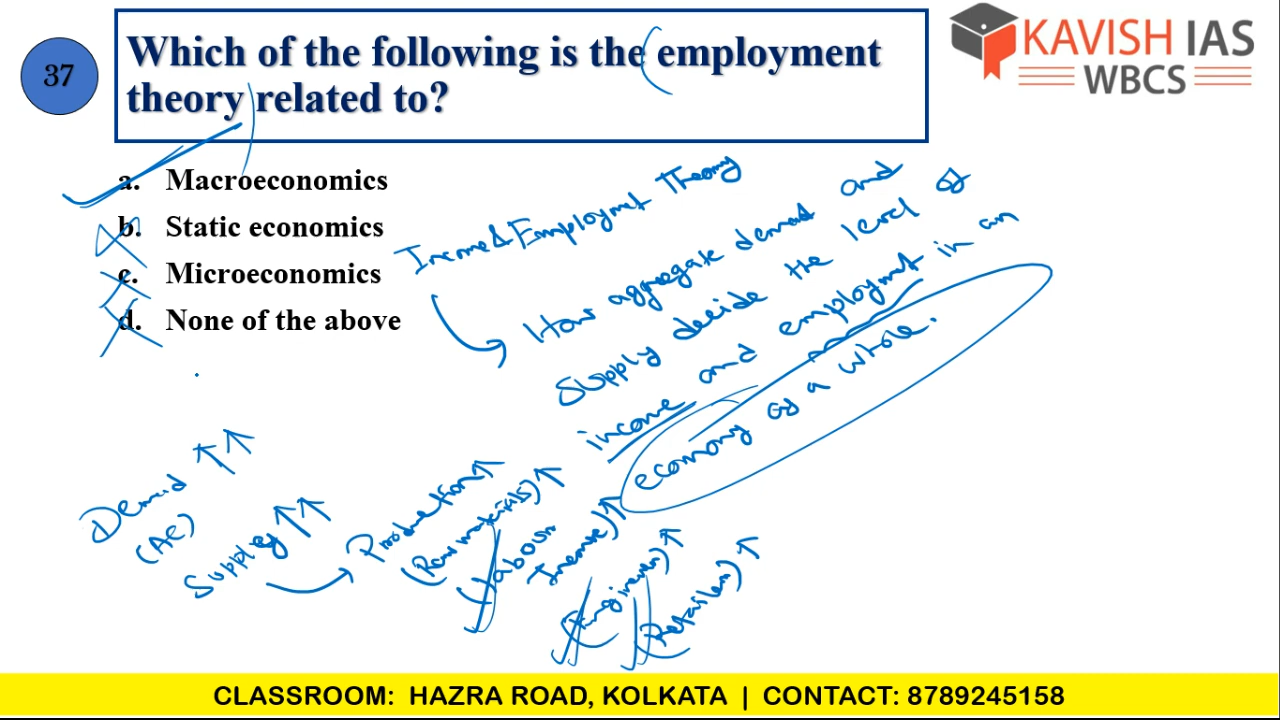 37
Which of the following is the employment
theory related to?
KAVISH IAS
WBCS
a. Macroeconomics
b. Static economics
c. Microeconomics
d. None of the above
Income & Employment Theory
How aggregate demand and
supply decide the level of
income and employment in an
economy as a whole.
Demand
(AC)
Supply
Production
(Raw materials)
(labour
Income)
(Engineers)
(Retailers)
CLASSROOM: HAZRA ROAD, KOLKATA | CONTACT: 8789245158